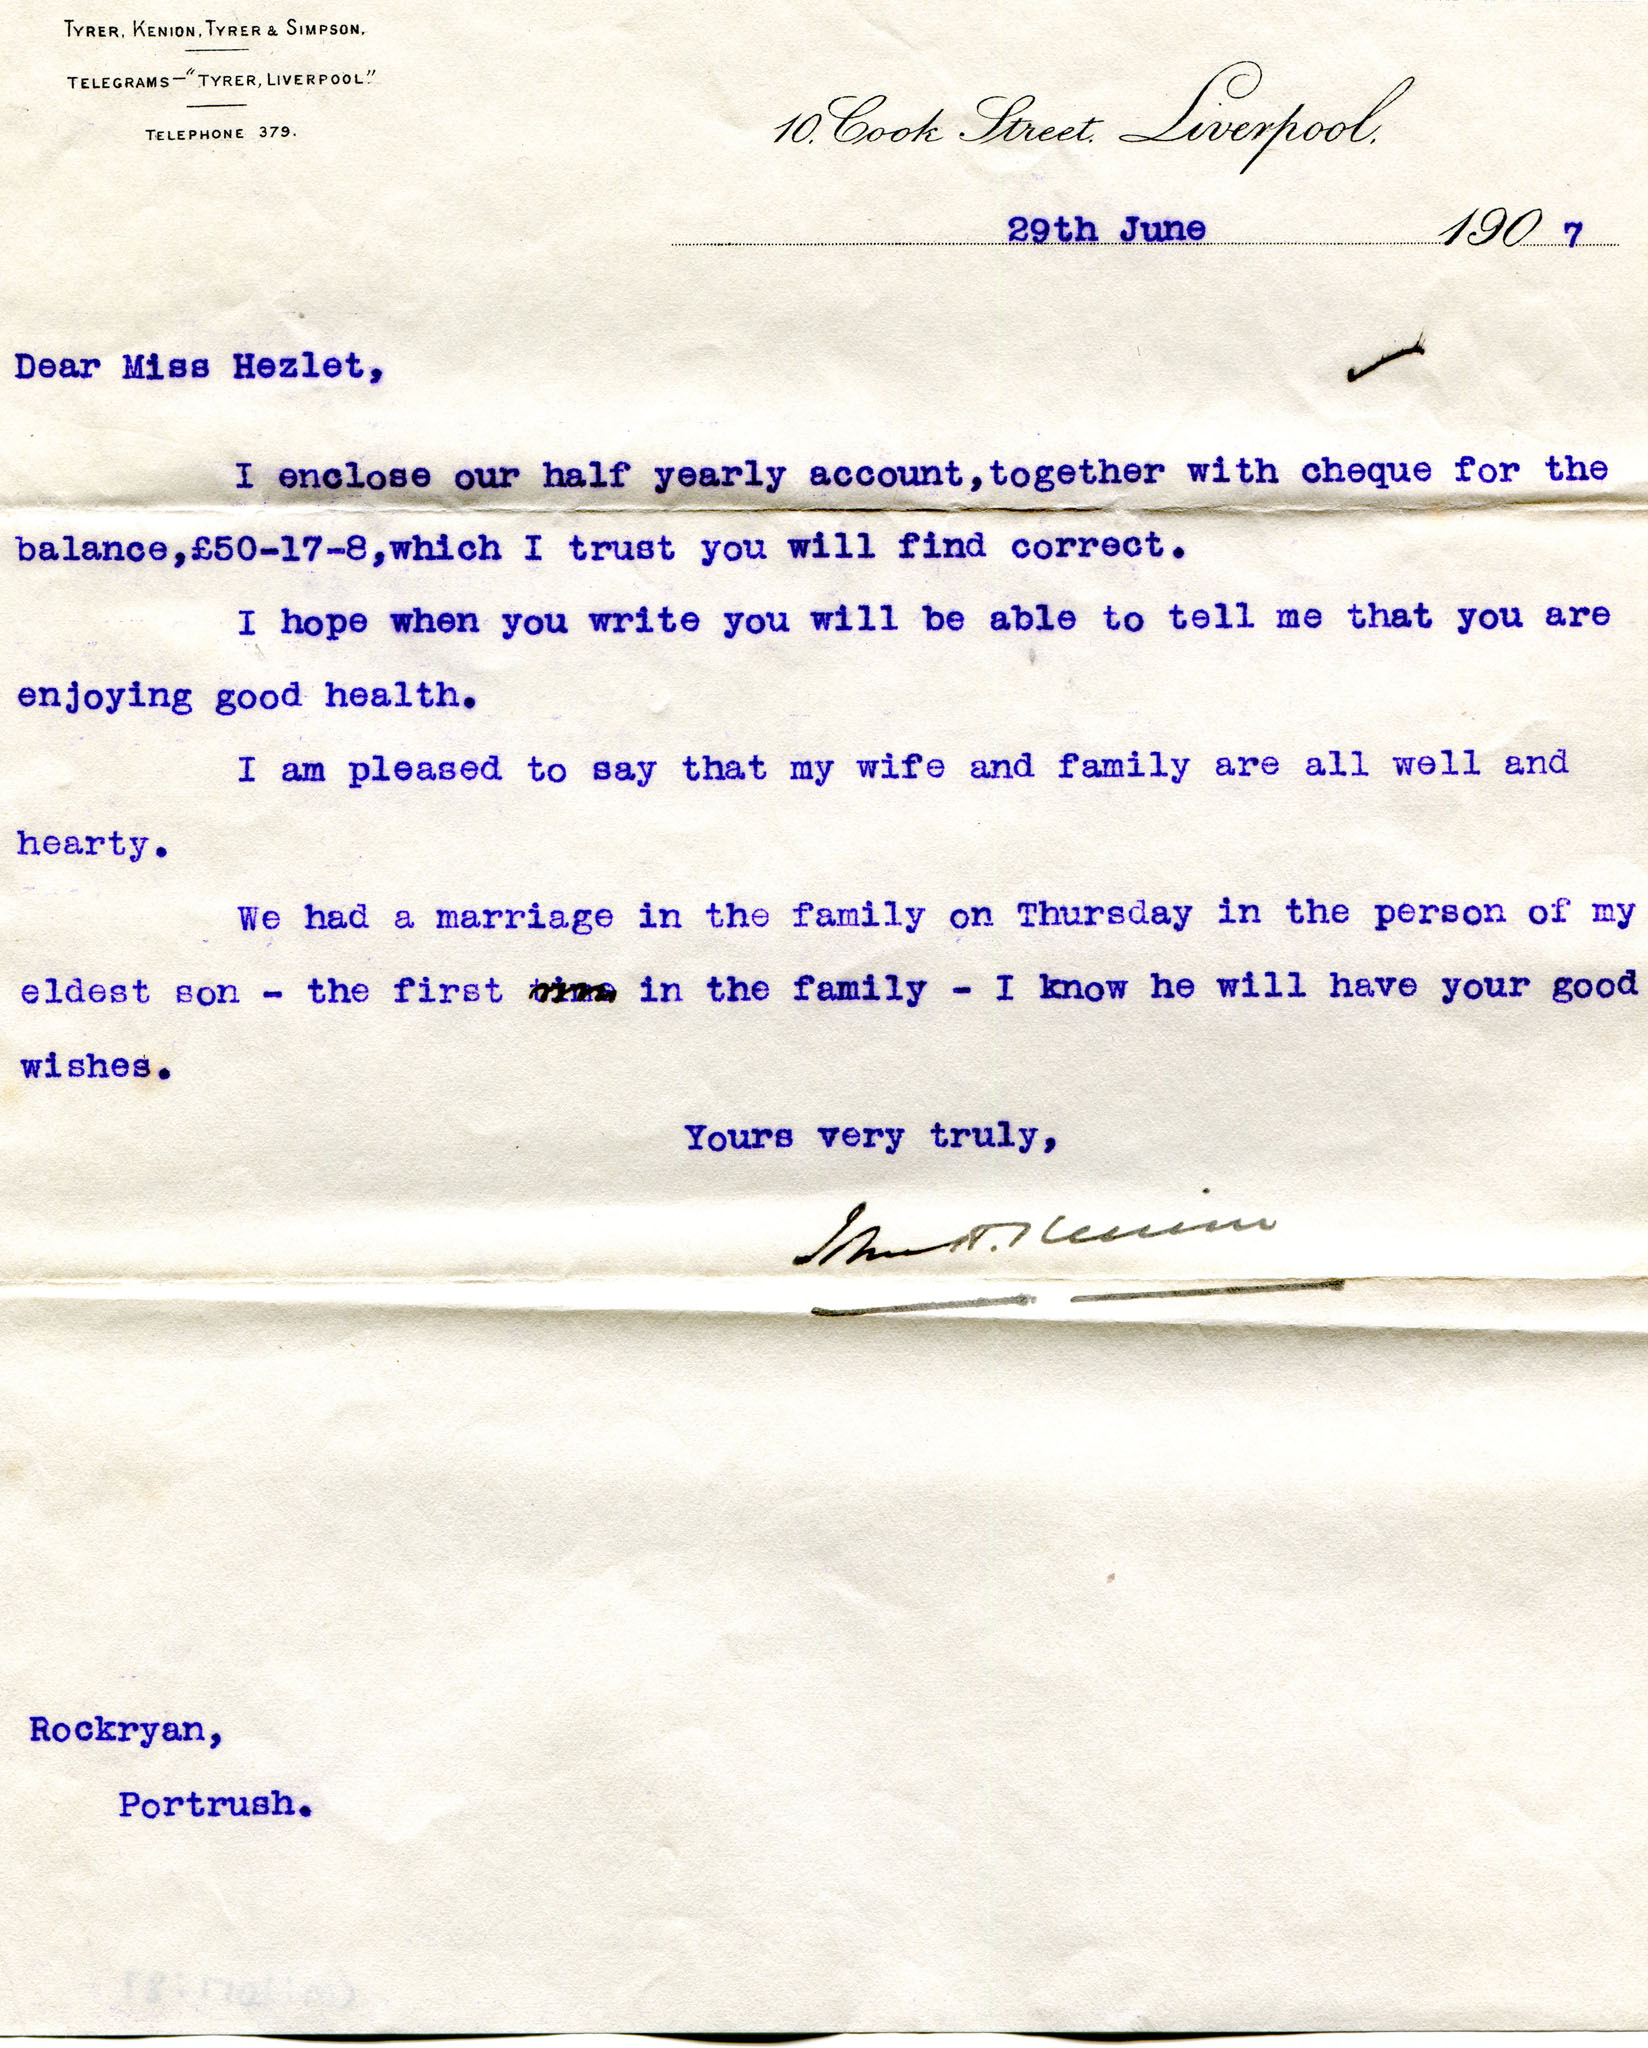 TYRER, KENION, TYRER & SIMPSON.
TELEGRAMS—"TYRER, LIVERPOOL."
TELEPHONE 379.
10. Cook Street. Liverpool.
29th June 1907
Dear Miss Hezlet,
I enclose our half yearly account,together with cheque for the
balance,£50-17-8,which I trust you will find correct.
I hope when you write you will be able to tell me that you are
enjoying good health.
I am pleased to say that my wife and family are all well and
hearty.
We had a marriage in the family on Thursday in the person of my
eldest son - the first in the family - I know he will have your good
wishes.
Yours very truly,
John H. Kenion
Rockryan,
Portrush.